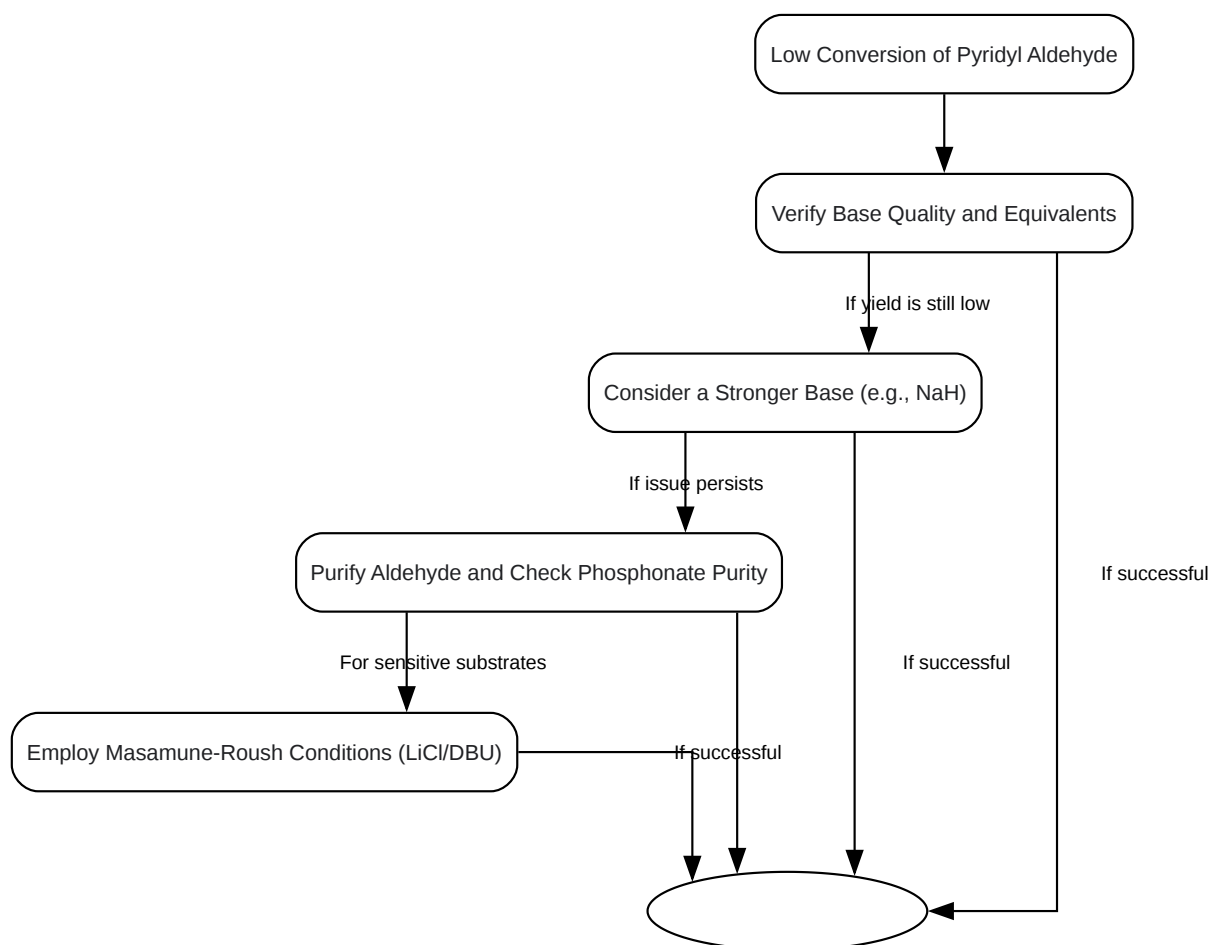 Low Conversion of Pyridyl Aldehyde
Verify Base Quality and Equivalents
If yield is still low
Consider a Stronger Base (e.g., NaH)
If issue persists
Purify Aldehyde and Check Phosphonate Purity
If successful
For sensitive substrates
If successful
Employ Masamune-Roush Conditions (LiCl/DBU)
If successful